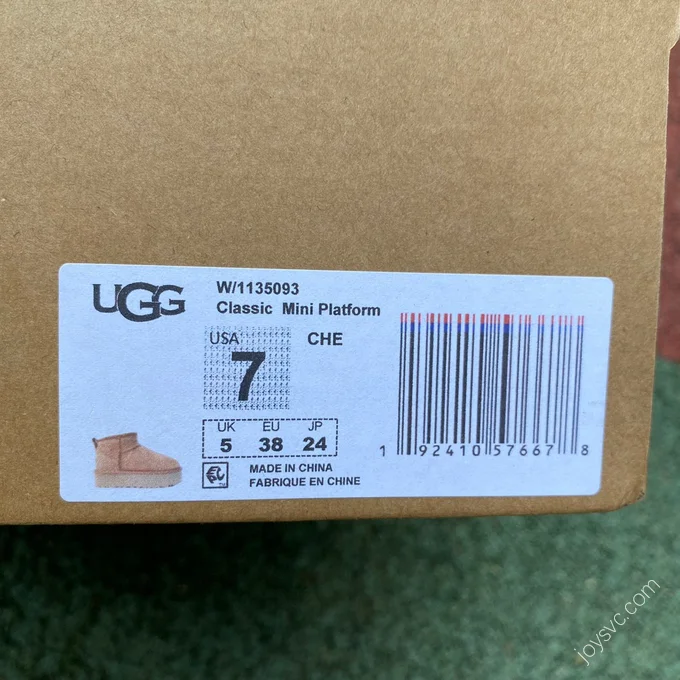 UGG
W/1135093
Classic Mini Platform
USA
7
CHE
UK EU JP
5 38 24
MADE IN CHINA
FABRIQUE EN CHINE
1 92410 57667 8
joysvc.com